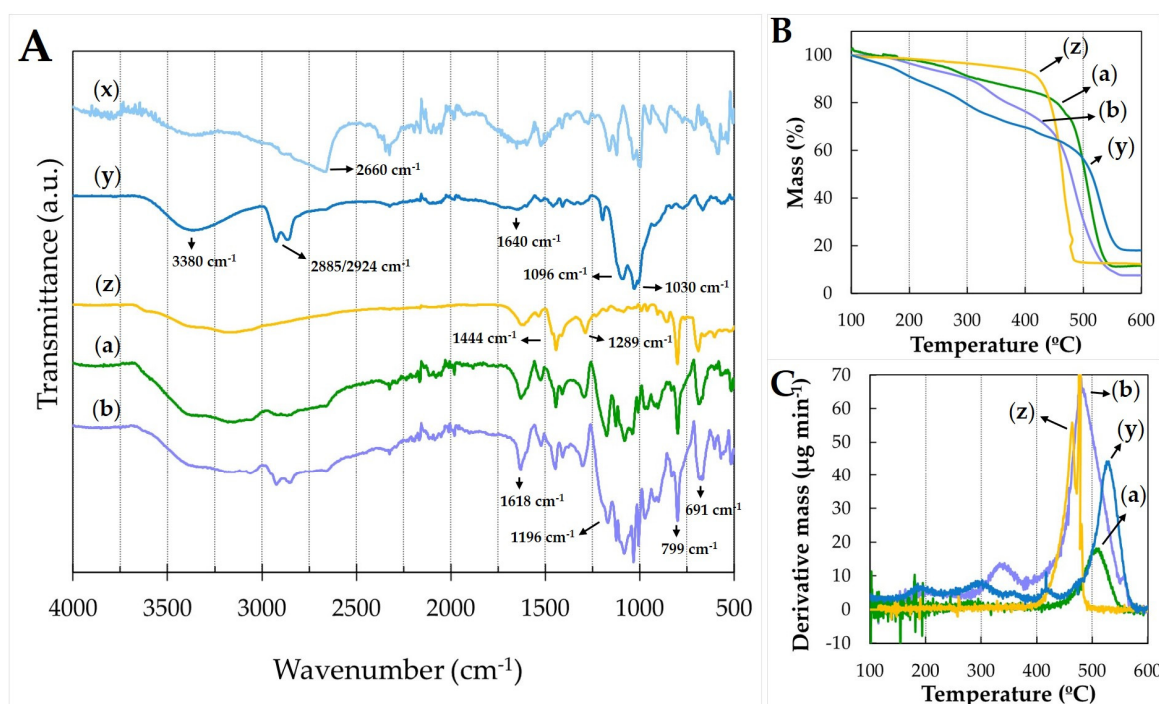 A
(x)
2660 cm-1
(y)
3380 cm-1
2885/2924 cm-1
1640 cm-1
1096 cm-1
1030 cm-1
(z)
1444 cm-1
1289 cm-1
(a)
(b)
1618 cm-1
1196 cm-1
799 cm-1
691 cm-1
Transmittance (a.u.)
4000 3500 3000 2500 2000 1500 1000 500
Wavenumber (cm-1)
B
(z)
(a)
(b)
(y)
Mass (%)
100
80
60
40
20
0
100 200 300 400 500 600
Temperature (ºC)
C
(z)
(b)
(y)
(a)
Derivative mass (µg min-1)
70
60
50
40
30
20
10
0
-10
100 200 300 400 500 600
Temperature (ºC)